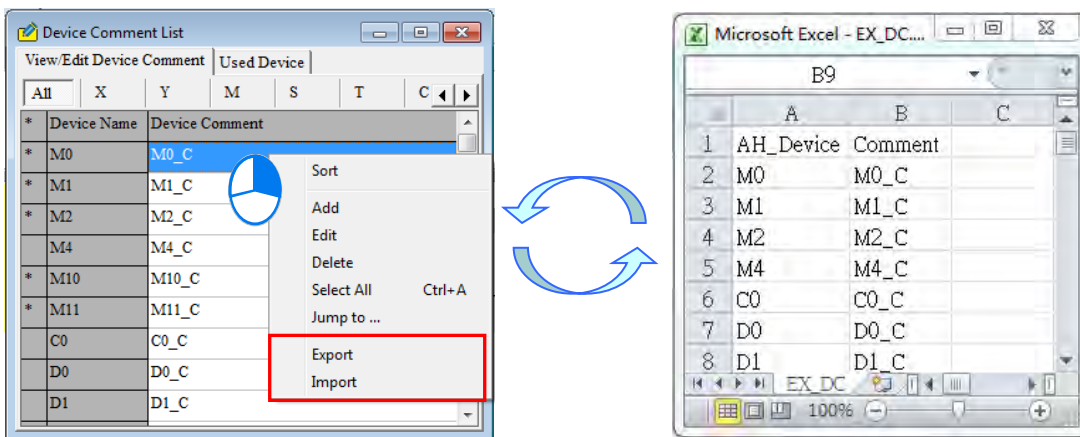 Device Comment List
View/Edit Device Comment Used Device
All X Y M S T C
* Device Name Device Comment
* M0 M0_C
* M1 M1_C
* M2 M2_C
M4 M4_C
* M10 M10_C
* M11 M11_C
C0 C0_C
D0 D0_C
D1 D1_C
Sort
Add
Edit
Delete
Select All Ctrl+A
Jump to ...
Export
Import
Microsoft Excel - EX_DC....
B9
A B C
1 AH_Device Comment
2 M0 M0_C
3 M1 M1_C
4 M2 M2_C
5 M4 M4_C
6 C0 C0_C
7 D0 D0_C
8 D1 D1_C
EX_DC
100%